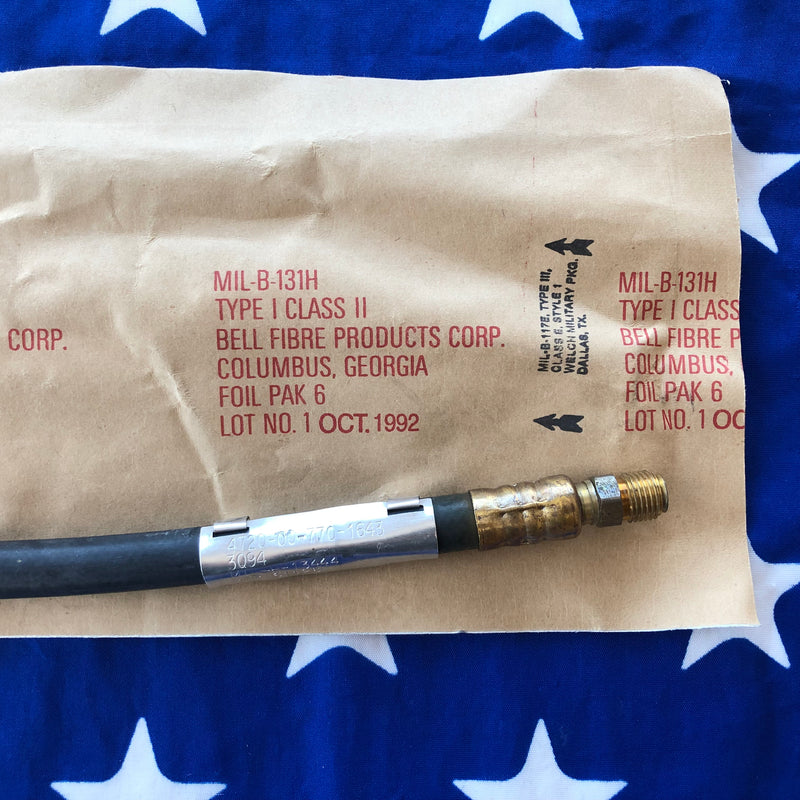 CORP.
MIL-B-131H
TYPE I CLASS II
BELL FIBRE PRODUCTS CORP.
COLUMBUS, GEORGIA
FOIL PAK 6
LOT NO. 1 OCT. 1992
MIL-B-117E, TYPE III,
CLASS 6, STYLE 1
WELCH MILITARY PKG.
DALLAS, TX.
MIL-B-131H
TYPE I CLASS
BELL FIBRE P
COLUMBUS,
FOIL PAK 6
LOT NO. 1 OC
4720-00-770-1843
3094